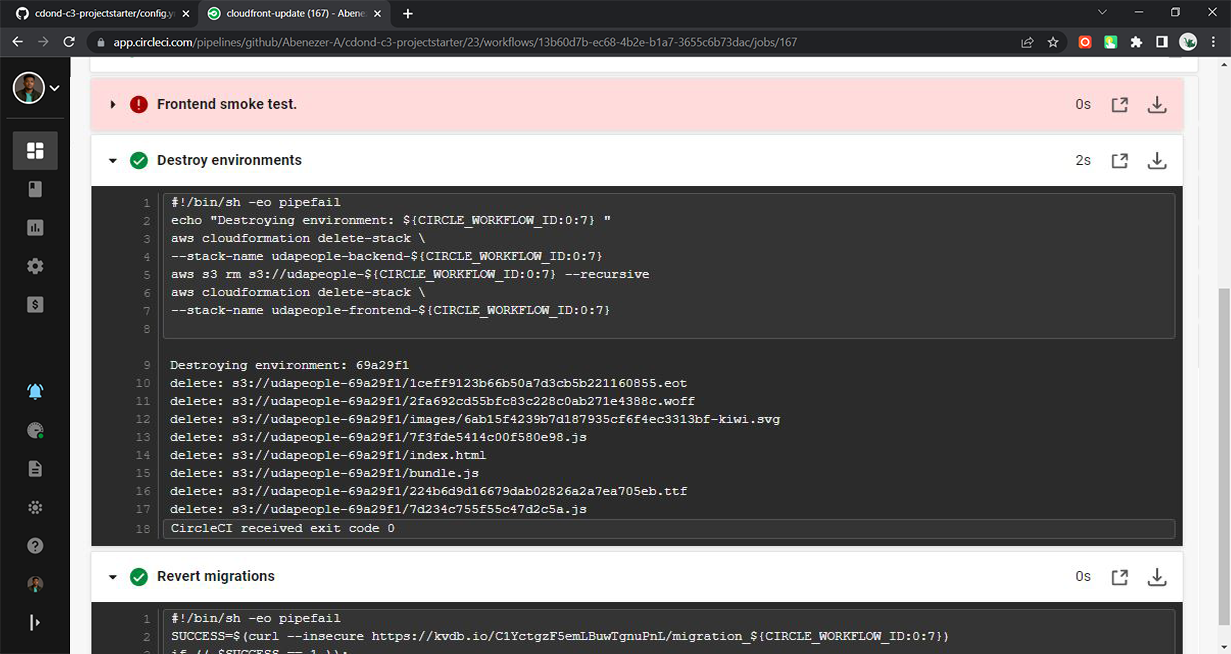 cdond-c3-projectstarter/config.y
cloudfront-update (167) - Abene
app.circleci.com/pipelines/github/Abenezer-A/cdond-c3-projectstarter/23/workflows/13b60d7b-ec68-4b2e-b1a7-3655c6b73dac/jobs/167
Frontend smoke test.
0s
Destroy environments
2s
1 #!/bin/sh -eo pipefail
2 echo "Destroying environment: ${CIRCLE_WORKFLOW_ID:0:7} "
3 aws cloudformation delete-stack \
4 --stack-name udapeople-backend-${CIRCLE_WORKFLOW_ID:0:7}
5 aws s3 rm s3://udapeople-${CIRCLE_WORKFLOW_ID:0:7} --recursive
6 aws cloudformation delete-stack \
7 --stack-name udapeople-frontend-${CIRCLE_WORKFLOW_ID:0:7}
8
9 Destroying environment: 69a29f1
10 delete: s3://udapeople-69a29f1/1ceff9123b66b50a7d3cb5b221160855.eot
11 delete: s3://udapeople-69a29f1/2fa692cd55bfc83c228c0ab271e4388c.woff
12 delete: s3://udapeople-69a29f1/images/6ab15f4239b7d187935cf6f4ec3313bf-kiwi.svg
13 delete: s3://udapeople-69a29f1/7f3fde5414c00f580e98.js
14 delete: s3://udapeople-69a29f1/index.html
15 delete: s3://udapeople-69a29f1/bundle.js
16 delete: s3://udapeople-69a29f1/224b6d9d16679dab02826a2a7ea705eb.ttf
17 delete: s3://udapeople-69a29f1/7d234c755f55c47d2c5a.js
18 CircleCI received exit code 0
Revert migrations
0s
1 #!/bin/sh -eo pipefail
2 SUCCESS=$(curl --insecure https://kvdb.io/C1YctgzF5emLBuwTgnuPnL/migration_${CIRCLE_WORKFLOW_ID:0:7})
if (( $SUCCESS == 1 ));